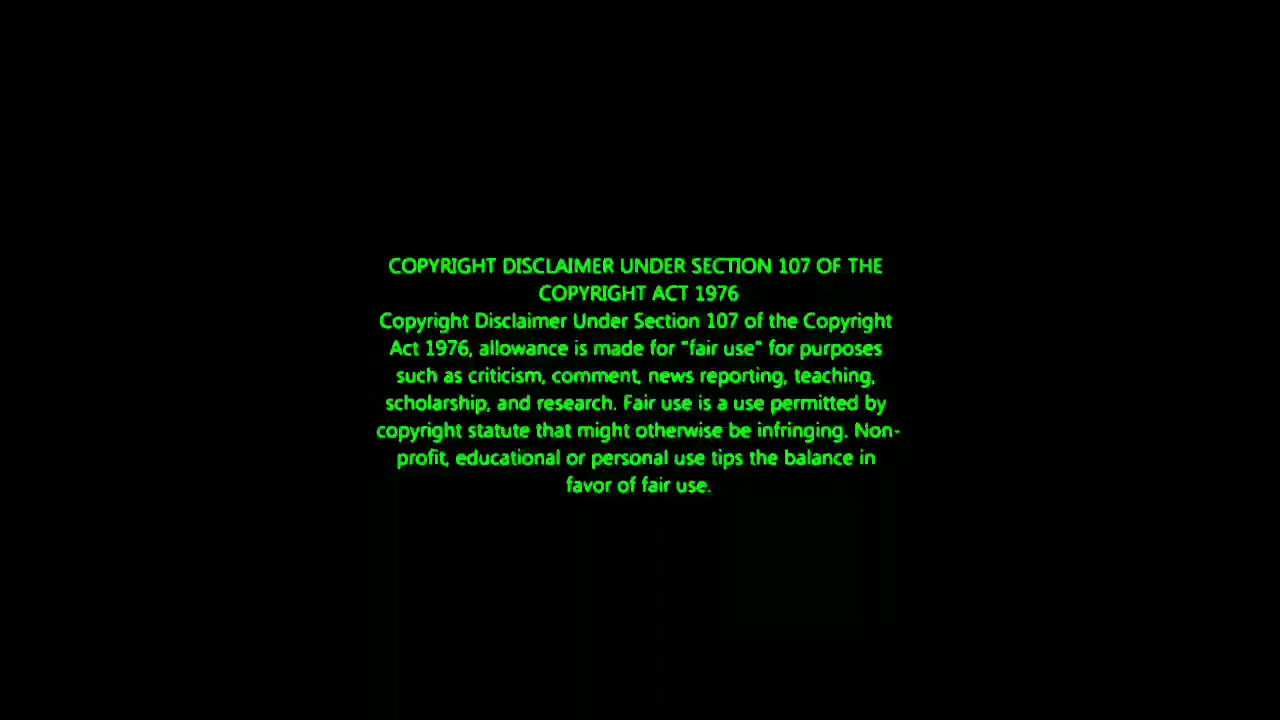 COPYRIGHT DISCLAIMER UNDER SECTION 107 OF THE
COPYRIGHT ACT 1976
Copyright Disclaimer Under Section 107 of the Copyright
Act 1976, allowance is made for "fair use" for purposes
such as criticism, comment, news reporting, teaching,
scholarship, and research. Fair use is a use permitted by
copyright statute that might otherwise be infringing. Non-
profit, educational or personal use tips the balance in
favor of fair use.